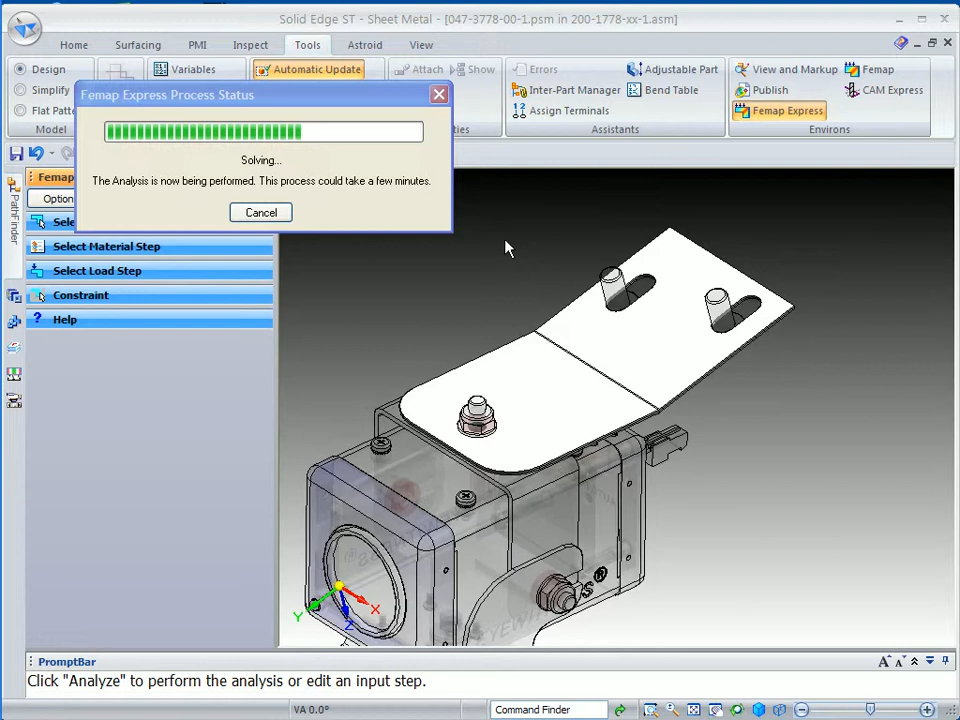 Solid Edge ST - Sheet Metal - [047-3778-00-1.psm in 200-1778-xx-1.asm]
Home Surfacing PMI Inspect Tools Astroid View
Design Variables Automatic Update Attach Show Errors Adjustable Part View and Markup Femap
Simplify Inter-Part Manager Bend Table Publish CAM Express
Flat Patte Assign Terminals Femap Express
Model ties Assistants Environs
Femap Express Process Status
Solving...
The Analysis is now being performed. This process could take a few minutes.
Cancel
PathFinder
Femap
Option
Sele
Select Material Step
Select Load Step
Constraint
? Help
X
Y
Z
S®
PromptBar
Click "Analyze" to perform the analysis or edit an input step.
VA 0.0° Command Finder